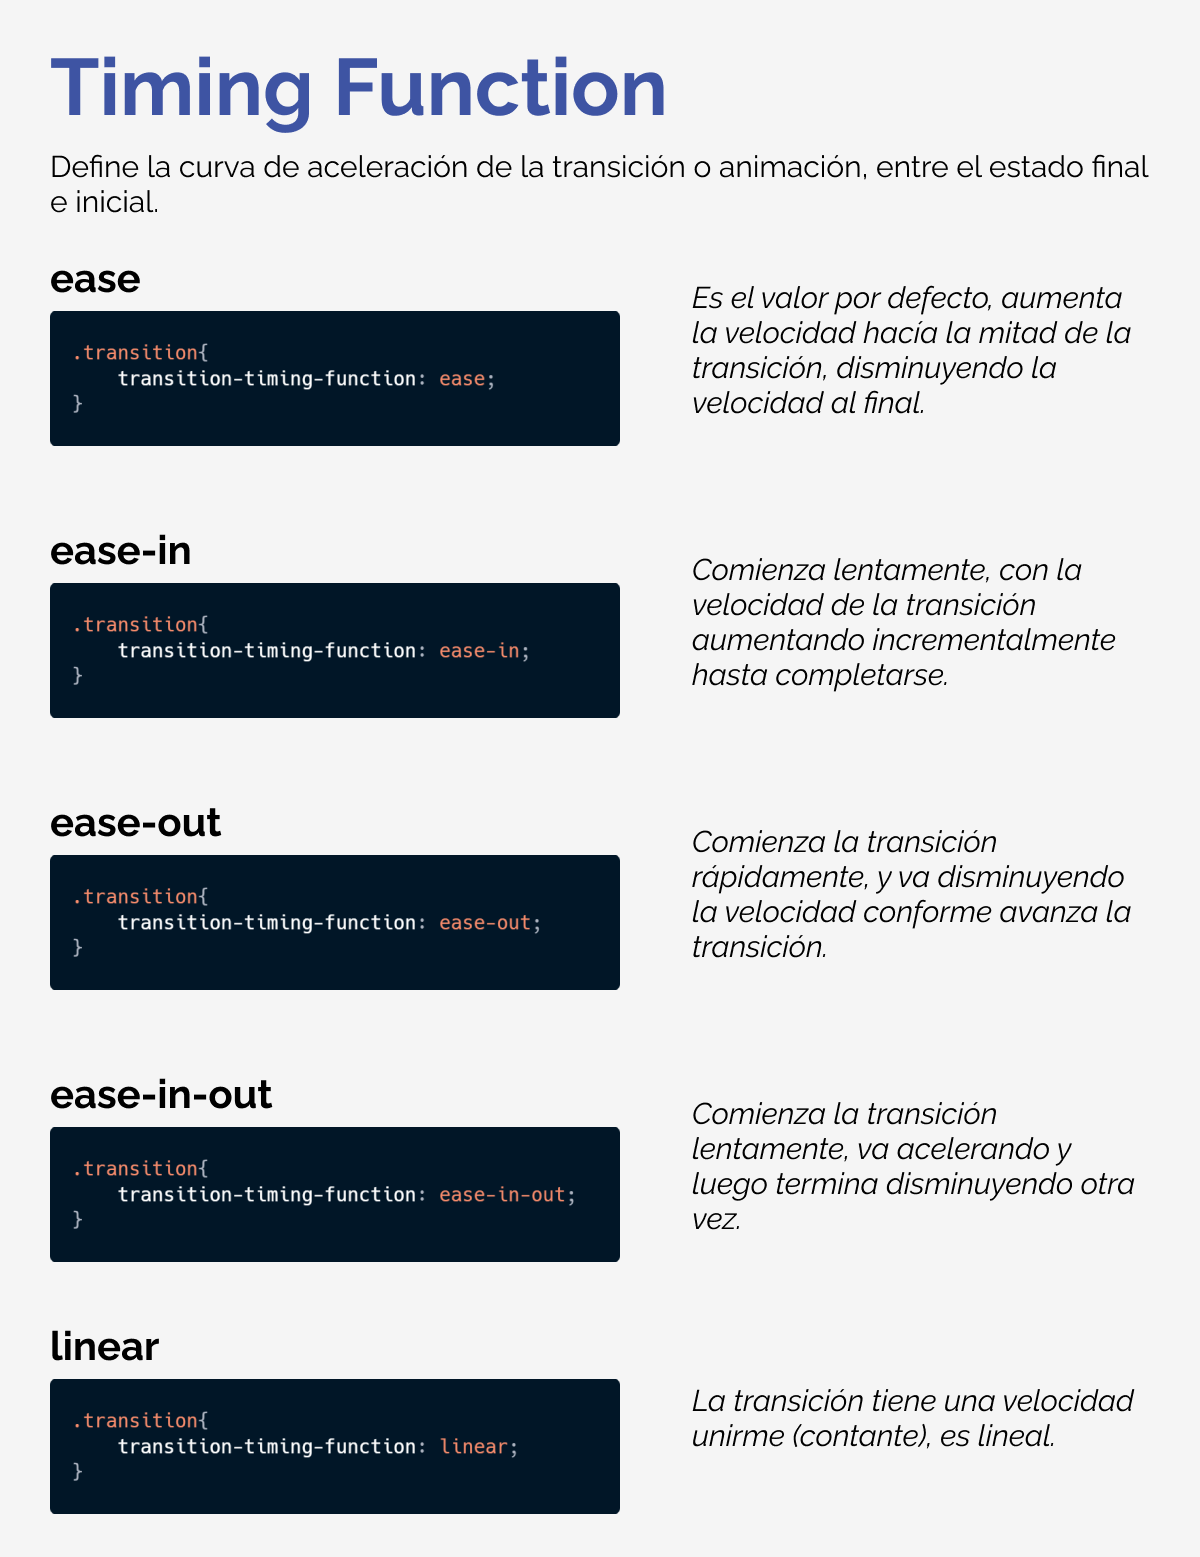 Timing Function
Define la curva de aceleración de la transición o animación, entre el estado final
e inicial.
ease
.transition{
    transition-timing-function: ease;
}
Es el valor por defecto, aumenta
la velocidad hacía la mitad de la
transición, disminuyendo la
velocidad al final.
ease-in
.transition{
    transition-timing-function: ease-in;
}
Comienza lentamente, con la
velocidad de la transición
aumentando incrementalmente
hasta completarse.
ease-out
.transition{
    transition-timing-function: ease-out;
}
Comienza la transición
rápidamente, y va disminuyendo
la velocidad conforme avanza la
transición.
ease-in-out
.transition{
    transition-timing-function: ease-in-out;
}
Comienza la transición
lentamente, va acelerando y
luego termina disminuyendo otra
vez.
linear
.transition{
    transition-timing-function: linear;
}
La transición tiene una velocidad
unirme (contante), es lineal.